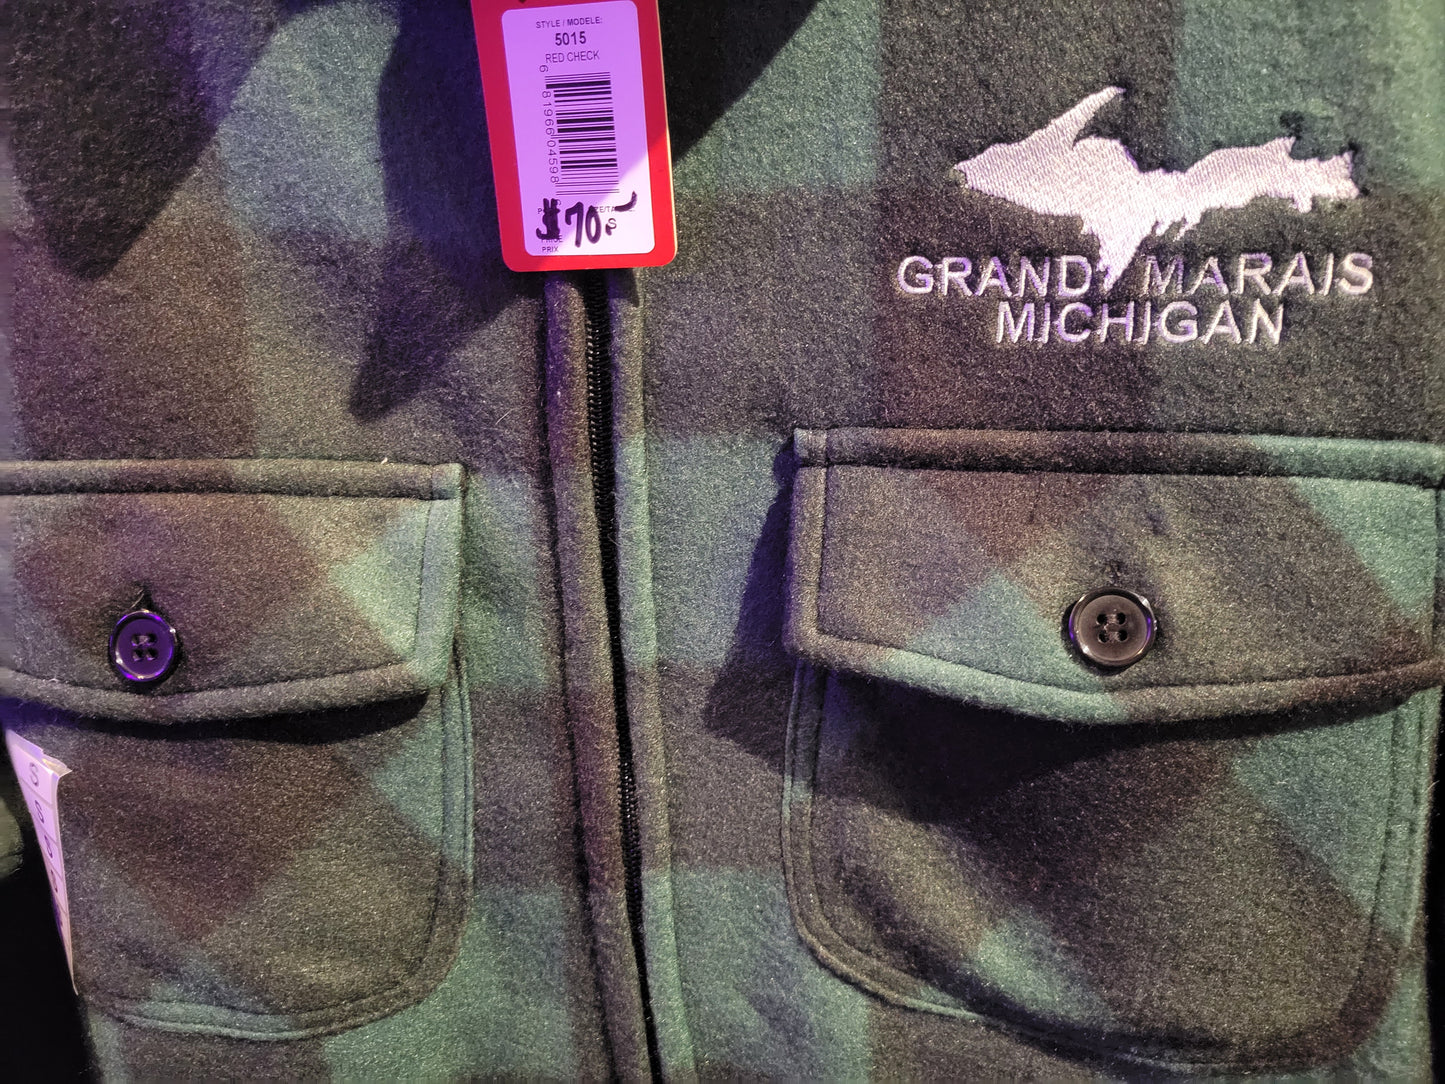 STYLE / MODELE:
5015
RED CHECK
6 81966 04598
$70.-
S
PRIX
GRAND MARAIS
MICHIGAN
S
S
S